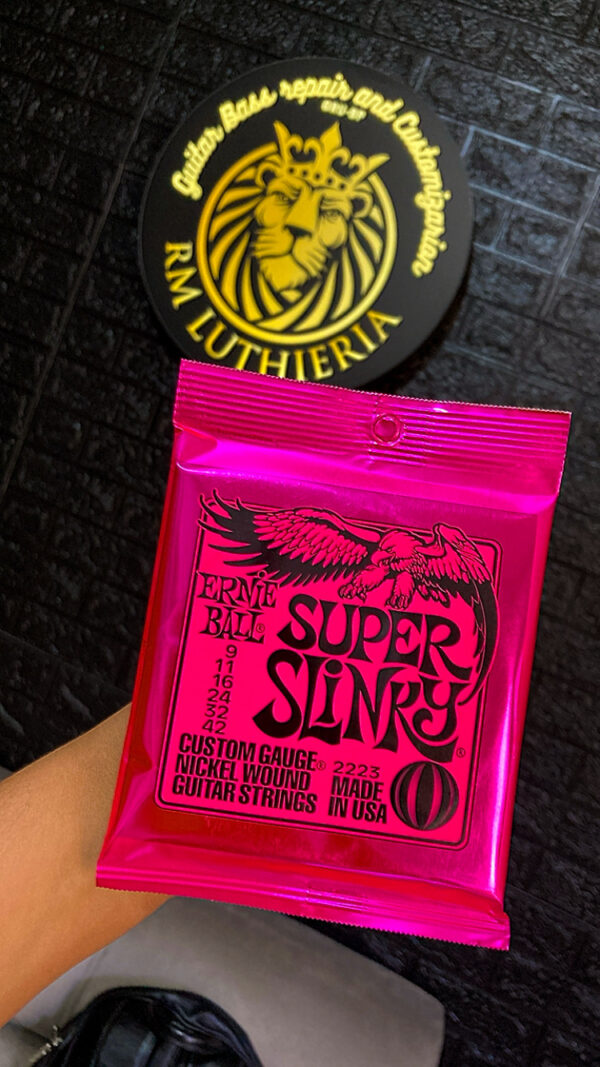 Guitar Bass repair and Customization
RM LUTHIERIA
ERNIE
BALL®
SUPER
SLINKY®
9
11
16
24
32
42
CUSTOM GAUGE®
NICKEL WOUND
GUITAR STRINGS
2223
MADE
IN USA